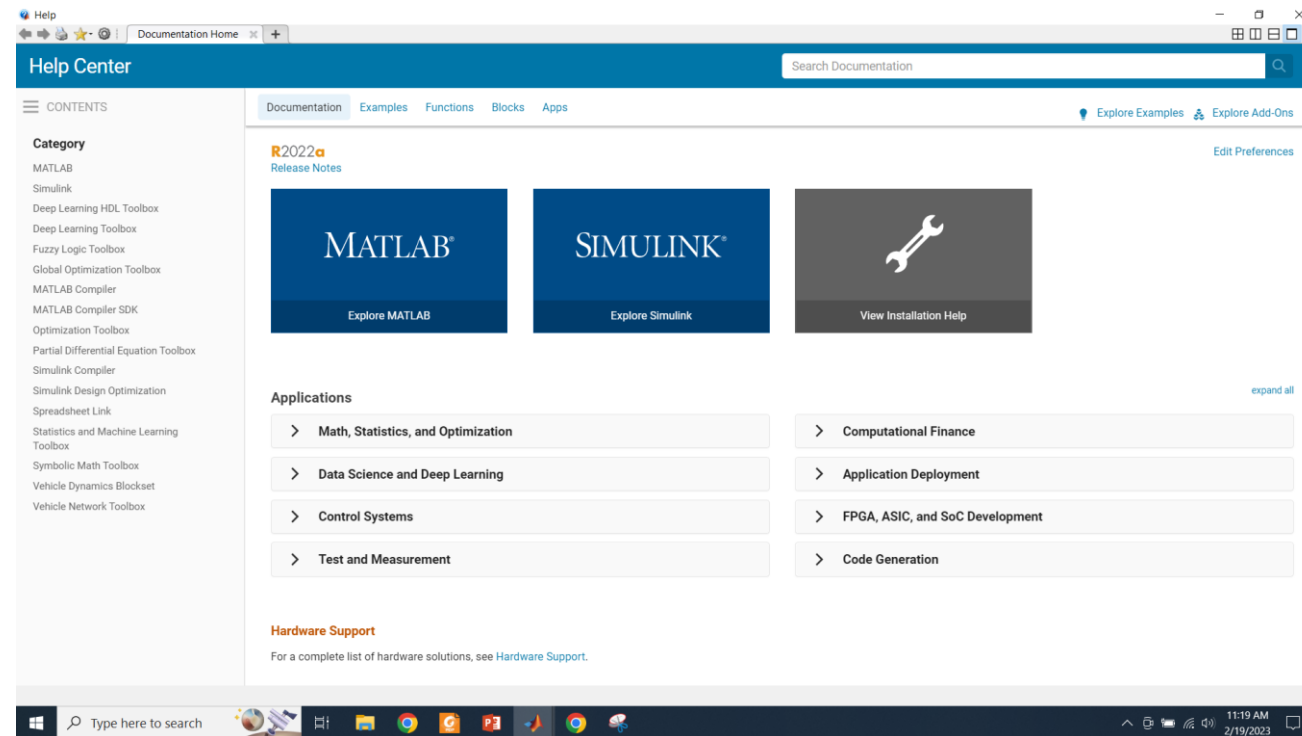 Help
Documentation Home
Help Center
Search Documentation
CONTENTS
Documentation Examples Functions Blocks Apps
Explore Examples Explore Add-Ons
Category
MATLAB
Simulink
Deep Learning HDL Toolbox
Deep Learning Toolbox
Fuzzy Logic Toolbox
Global Optimization Toolbox
MATLAB Compiler
MATLAB Compiler SDK
Optimization Toolbox
Partial Differential Equation Toolbox
Simulink Compiler
Simulink Design Optimization
Spreadsheet Link
Statistics and Machine Learning
Toolbox
Symbolic Math Toolbox
Vehicle Dynamics Blockset
Vehicle Network Toolbox
R2022a
Release Notes
Edit Preferences
MATLAB®
Explore MATLAB
SIMULINK®
Explore Simulink
View Installation Help
Applications
expand all
Math, Statistics, and Optimization
Computational Finance
Data Science and Deep Learning
Application Deployment
Control Systems
FPGA, ASIC, and SoC Development
Test and Measurement
Code Generation
Hardware Support
For a complete list of hardware solutions, see Hardware Support.
Type here to search
11:19 AM
2/19/2023